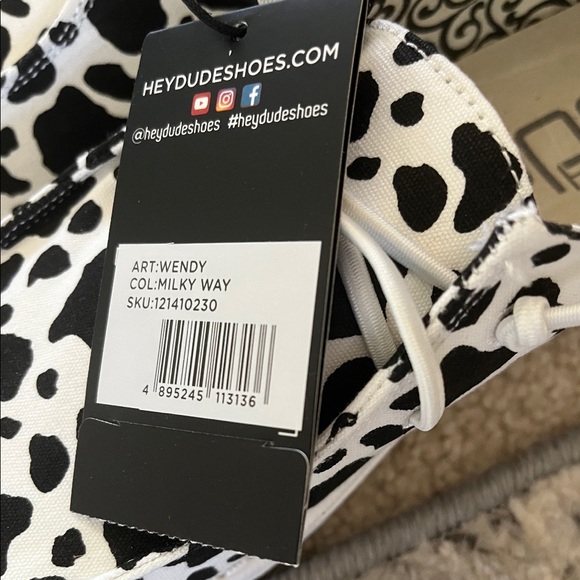 HEYDUDESHOES.COM
@heydudeshoes #heydudeshoes
ART:WENDY
COL:MILKY WAY
SKU:121410230
4 895245 113136